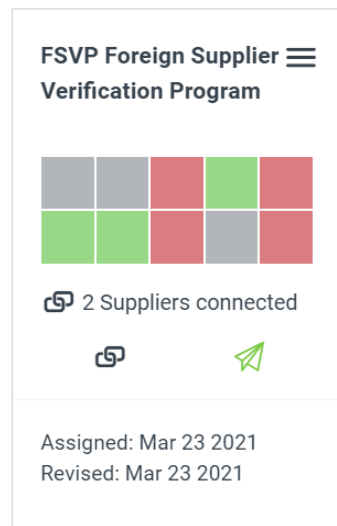 FSVP Foreign Supplier
Verification Program
2 Suppliers connected
Assigned: Mar 23 2021
Revised: Mar 23 2021